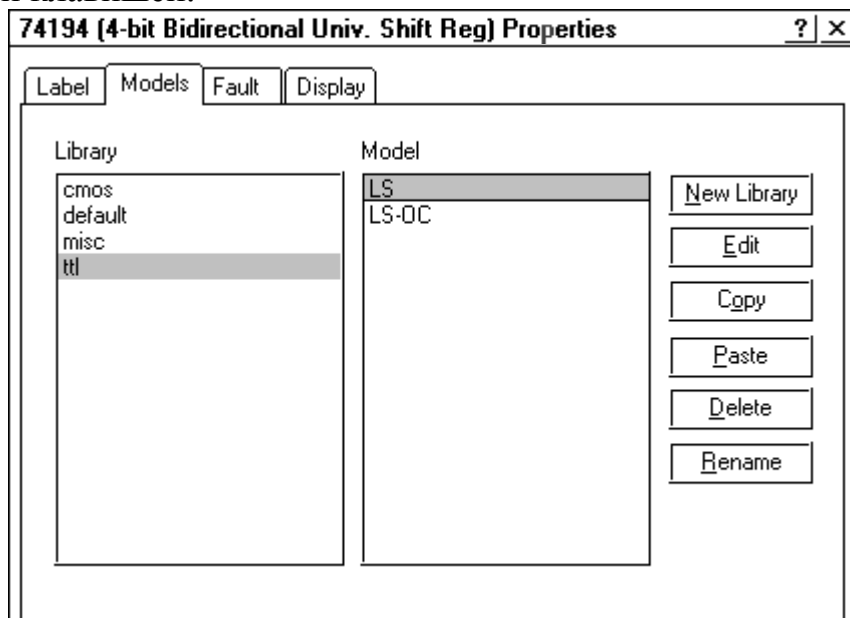 74194 (4-bit Bidirectional Univ. Shift Reg) Properties ? ×
Label Models Fault Display
Library Model
cmos
default
misc
ttl
LS
LS-OC
New Library
Edit
Copy
Paste
Delete
Rename